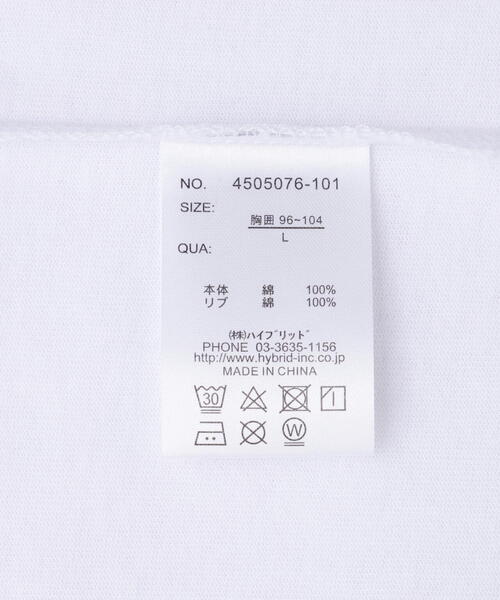 NO. 4505076-101
SIZE:
胸囲 96~104
L
QUA:
本体 綿 100%
リブ 綿 100%
(株)ハイブリッド
PHONE 03-3635-1156
http://www.hybrid-inc.co.jp
MADE IN CHINA
30
W